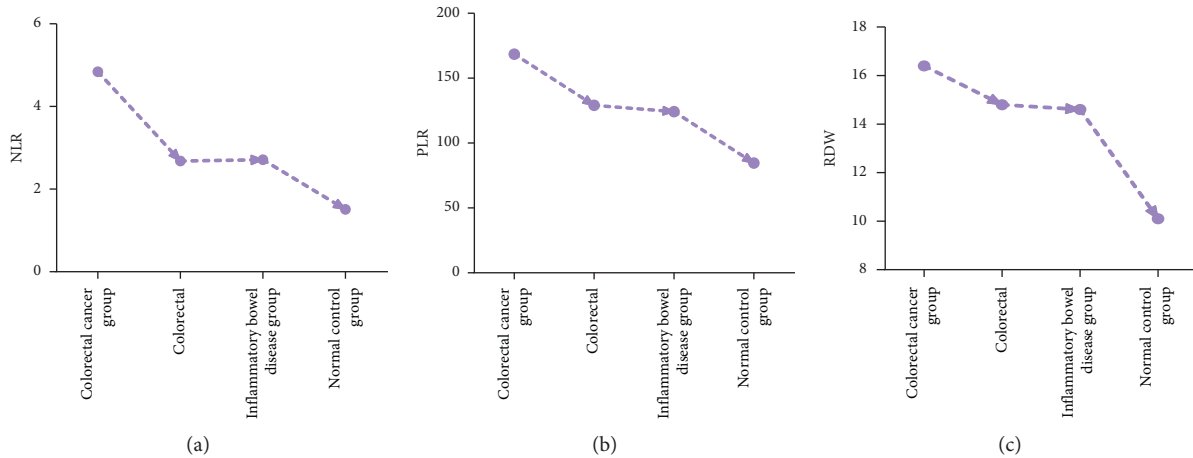 6
4
2
0
NLR
Colorectal cancer
group
Colorectal
Inflammatory bowel
disease group
Normal control
group
(a)
200
150
100
50
0
PLR
Colorectal cancer
group
Colorectal
Inflammatory bowel
disease group
Normal control
group
(b)
18
16
14
12
10
8
RDW
Colorectal cancer
group
Colorectal
Inflammatory bowel
disease group
Normal control
group
(c)